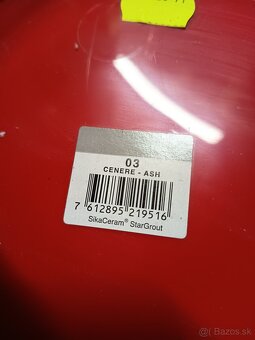 03
CENERE - ASH
7 612895 219516
SikaCeram® StarGrout
© Bazos.sk